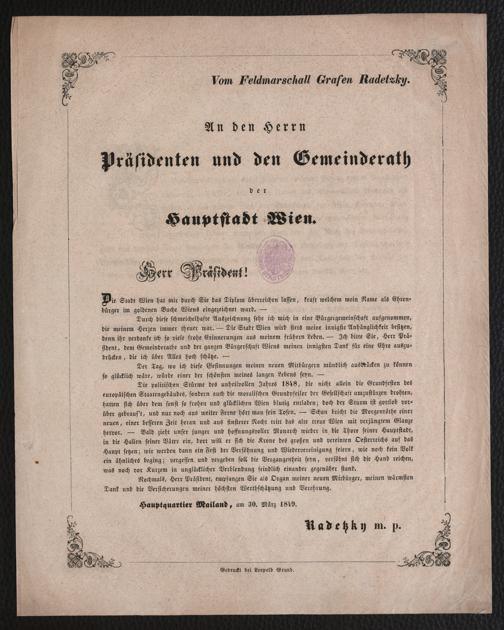 Vom Feldmarschall Grafen Radetzky.
An den Herrn
Präsidenten und den Gemeinderath
der
Hauptstadt Wien.
Herr Präsident!
Die Stadt Wien hat mir durch Sie das Diplom überreichen lassen, kraft welchem mein Name als Ehren-
bürger im goldenen Buche Wiens eingezeichnet ward. —
Durch diese schmeichelhafte Auszeichnung sehe ich mich in eine Bürgergemeinschaft aufgenommen,
die meinem Herzen immer theuer war. — Die Stadt Wien wird stets meine innigste Anhänglichkeit besitzen,
denn ihr verdanke ich so viele frohe Erinnerungen aus meinem frühern Leben. — Ich bitte Sie, Herr Prä-
sident, dem Gemeinderathe und der ganzen Bürgerschaft Wiens meinen innigsten Dank für eine Ehre auszu-
drücken, die ich über Alles hoch schätze. —
Der Tag, wo ich diese Gesinnungen meinen neuen Mitbürgern mündlich ausdrücken zu können
so glücklich wäre, würde einer der schönsten meines langen Lebens seyn. —
Die politischen Stürme des unheilvollen Jahres 1848, die nicht allein die Grundfesten des
europäischen Staatengebäudes, sondern auch die moralischen Grundpfeiler der Gesellschaft umzustürzen drohten,
hatten sich über dem sonst so frohen und glücklichen Wien blutig entladen; doch der Sturm ist gottlob vor-
über gebraust, und nur noch aus weiter Ferne hört man sein Tosen. — Schon bricht die Morgenröthe einer
neuen, einer besseren Zeit heran und aus finsterer Nacht tritt das alte treue Wien mit verjüngtem Glanze
hervor. — Bald zieht unser junger und hoffnungsvoller Monarch wieder in die Thore seiner Hauptstadt,
in die Hallen seiner Väter ein, dort will er sich die Krone des großen und vereinten Oesterreichs auf das
Haupt setzen; wir werden dann ein Fest der Versöhnung und Wiedervereinigung feiern, wie noch kein Volk
ein ähnliches beging; vergessen und vergeben soll die Vergangenheit seyn, versöhnt sich die Hand reichen,
was noch vor Kurzem in unglücklicher Verblendung feindlich einander gegenüber stand.
Nochmals, Herr Präsident, empfangen Sie als Organ meiner neuen Mitbürger, meinen wärmsten
Dank und die Versicherungen meiner höchsten Werthschätzung und Verehrung.
Hauptquartier Mailand, am 30. März 1849.
Radetzky m. p.
Gedruckt bei Leopold Grund.